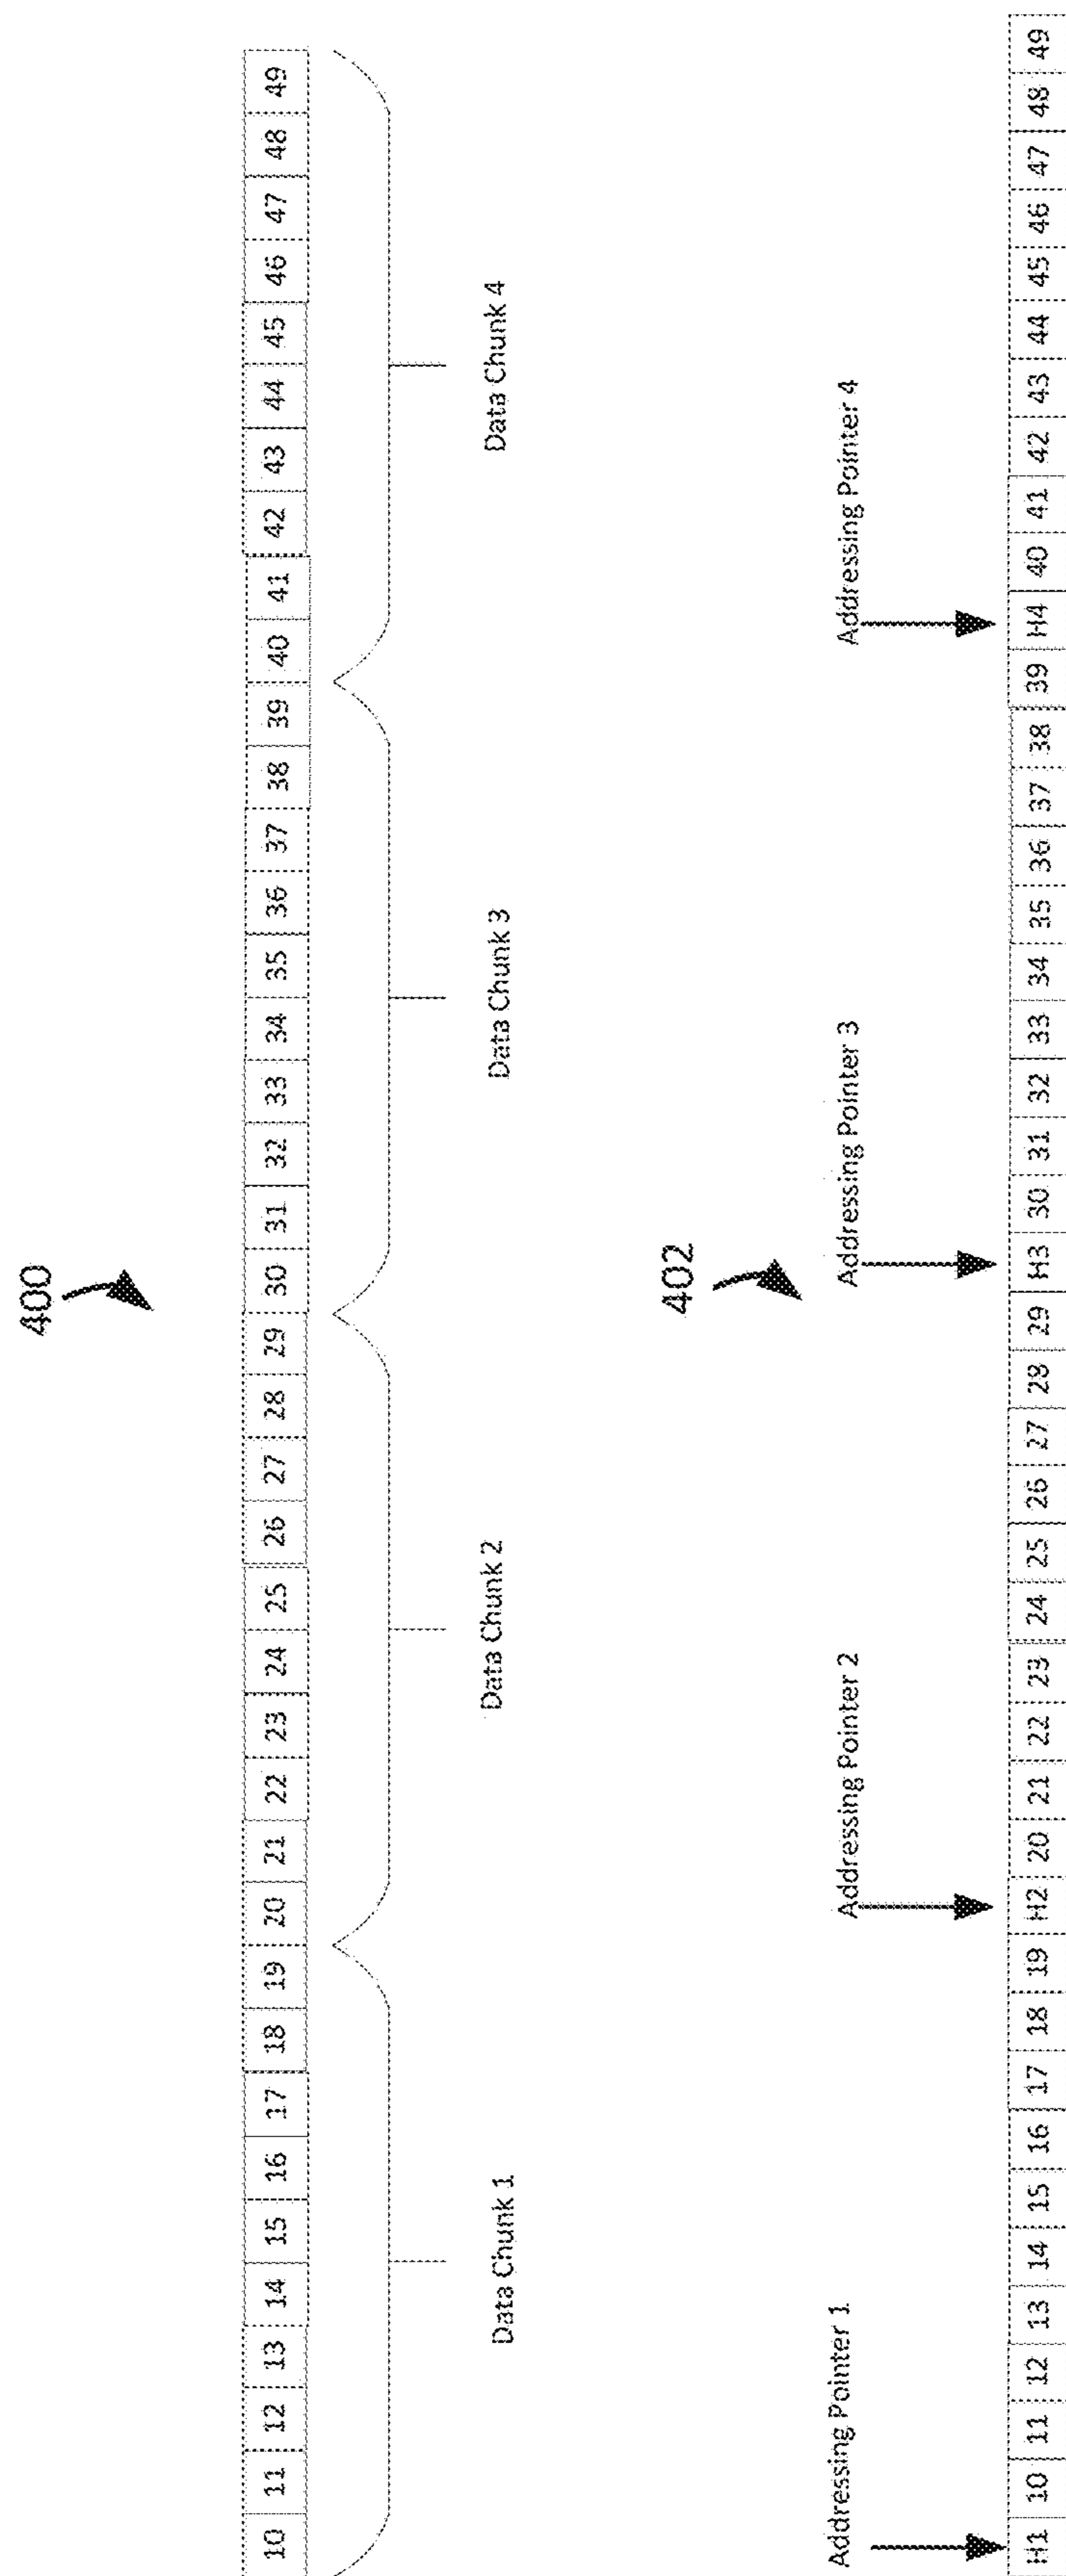 400
10 11 12 13 14 15 16 17 18 19 20 21 22 23 24 25 26 27 28 29 30 31 32 33 34 35 36 37 38 39 40 41 42 43 44 45 46 47 48 49
Data Chunk 1 Data Chunk 2 Data Chunk 3 Data Chunk 4
402
Addressing Pointer 1 Addressing Pointer 2 Addressing Pointer 3 Addressing Pointer 4
H1 10 11 12 13 14 15 16 17 18 19 H2 20 21 22 23 24 25 26 27 28 29 H3 30 31 32 33 34 35 36 37 38 39 H4 40 41 42 43 44 45 46 47 48 49